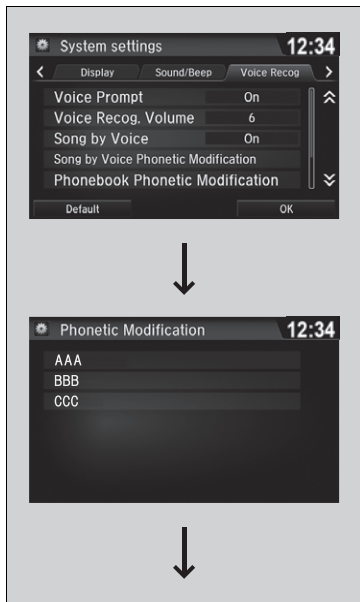 System settings 12:34
Display Sound/Beep Voice Recog
Voice Prompt On
Voice Recog. Volume 6
Song by Voice On
Song by Voice Phonetic Modification
Phonebook Phonetic Modification
Default OK
Phonetic Modification 12:34
AAA
BBB
CCC